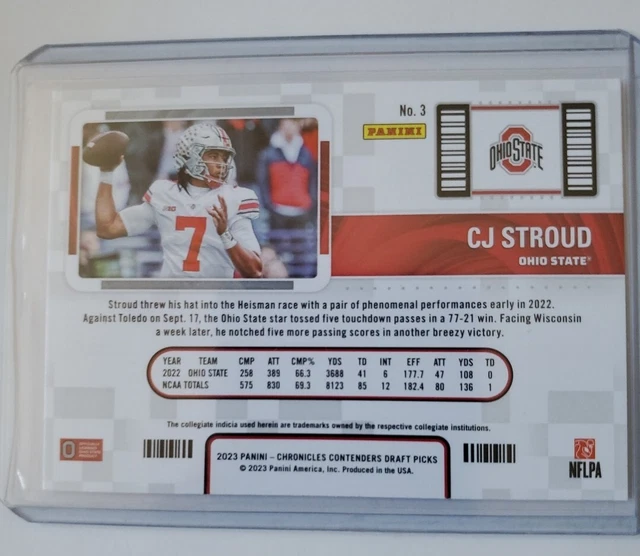 No. 3
PANINI
OHIO STATE
CJ STROUD
OHIO STATE®
7
Stroud threw his hat into the Heisman race with a pair of phenomenal performances early in 2022.
Against Toledo on Sept. 17, the Ohio State star tossed five touchdown passes in a 77-21 win. Facing Wisconsin
a week later, he notched five more passing scores in another breezy victory.
YEAR TEAM CMP ATT CMP% YDS TD INT EFF ATT YDS TD
2022 OHIO STATE 258 389 66.3 3688 41 6 177.7 47 108 0
NCAA TOTALS 575 830 69.3 8123 85 12 182.4 80 136 1
The collegiate indicia used herein are trademarks owned by the respective collegiate institutions.
2023 PANINI – CHRONICLES CONTENDERS DRAFT PICKS
© 2023 Panini America, Inc. Produced in the USA.
NFLPA